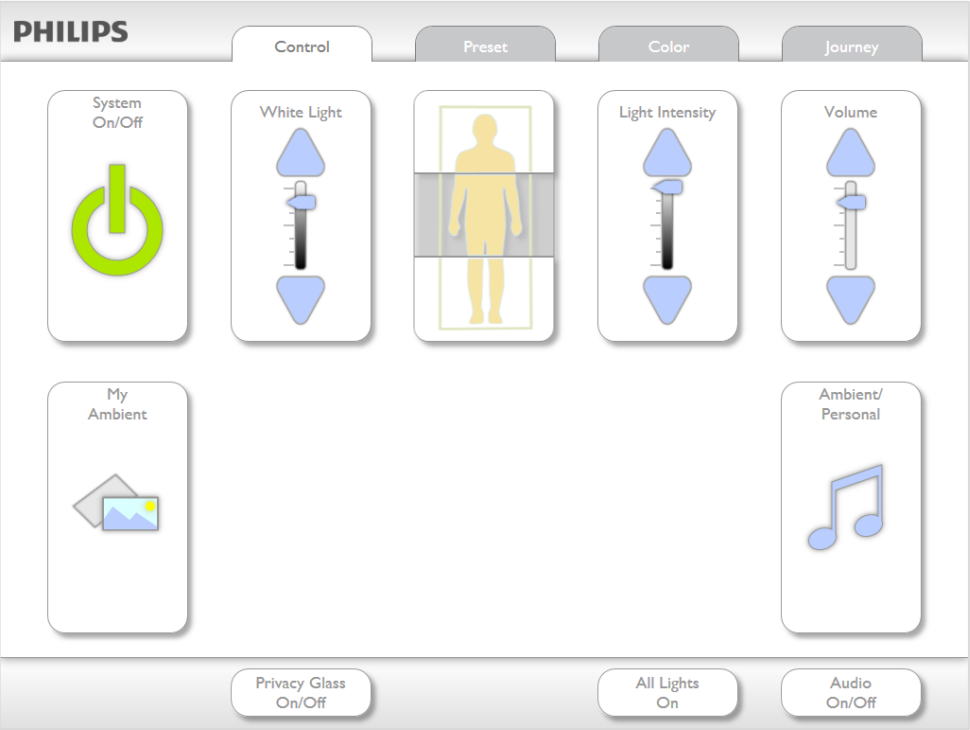 PHILIPS
Control
Preset
Color
Journey
System
On/Off
White Light
Light Intensity
Volume
My
Ambient
Ambient/
Personal
Privacy Glass
On/Off
All Lights
On
Audio
On/Off